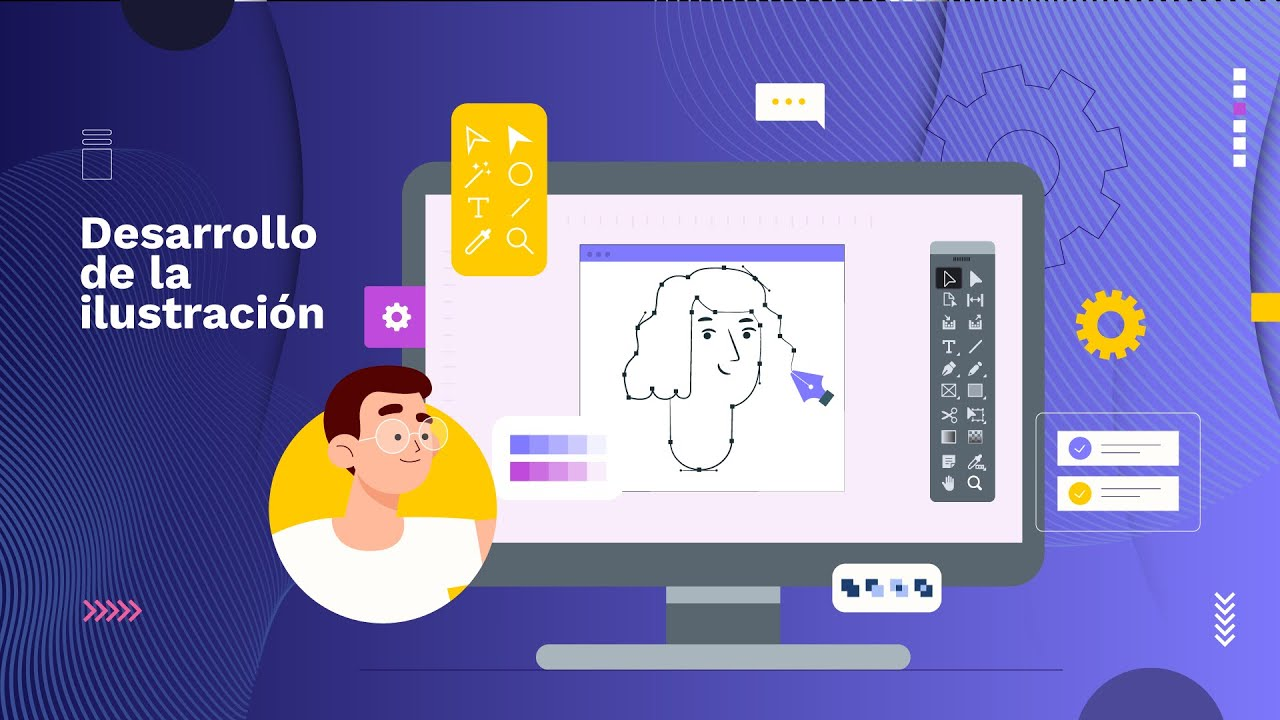 Desarrollo
de la
ilustración